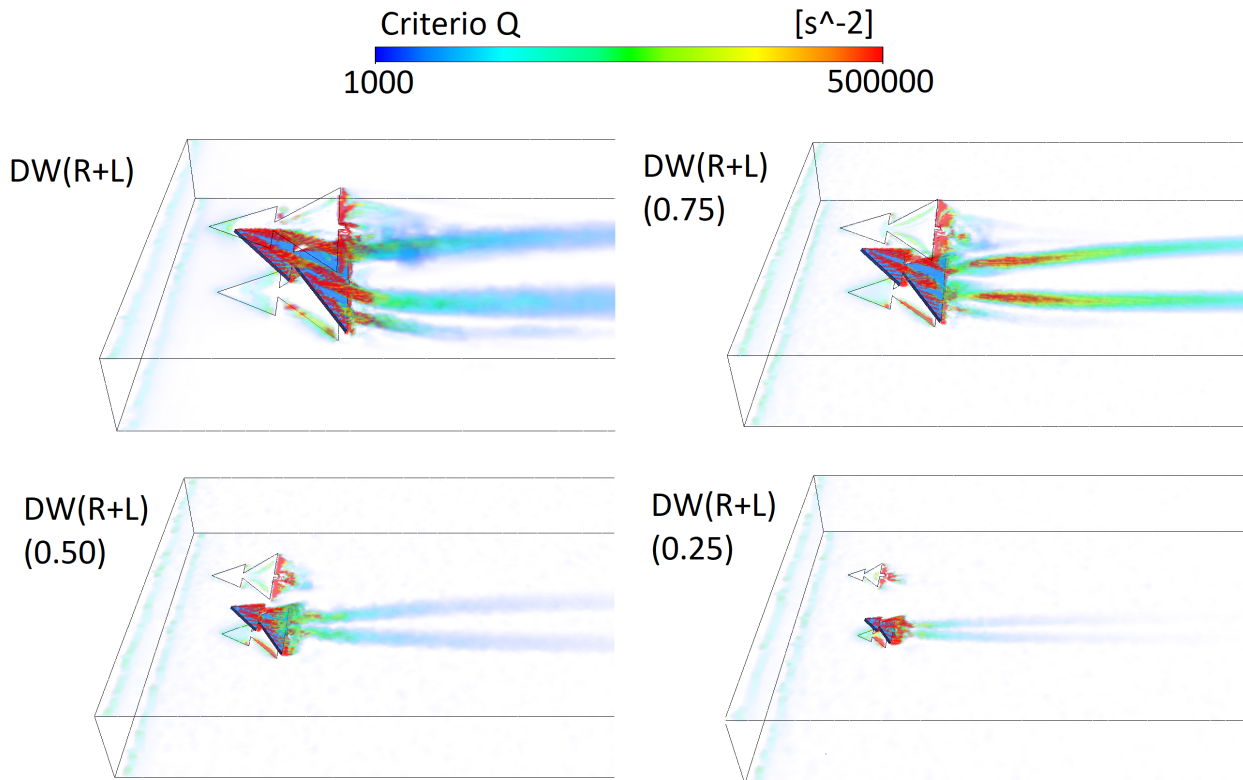 Criterio Q [s^-2]
1000 500000
DW(R+L)
DW(R+L)
(0.75)
DW(R+L)
(0.50)
DW(R+L)
(0.25)